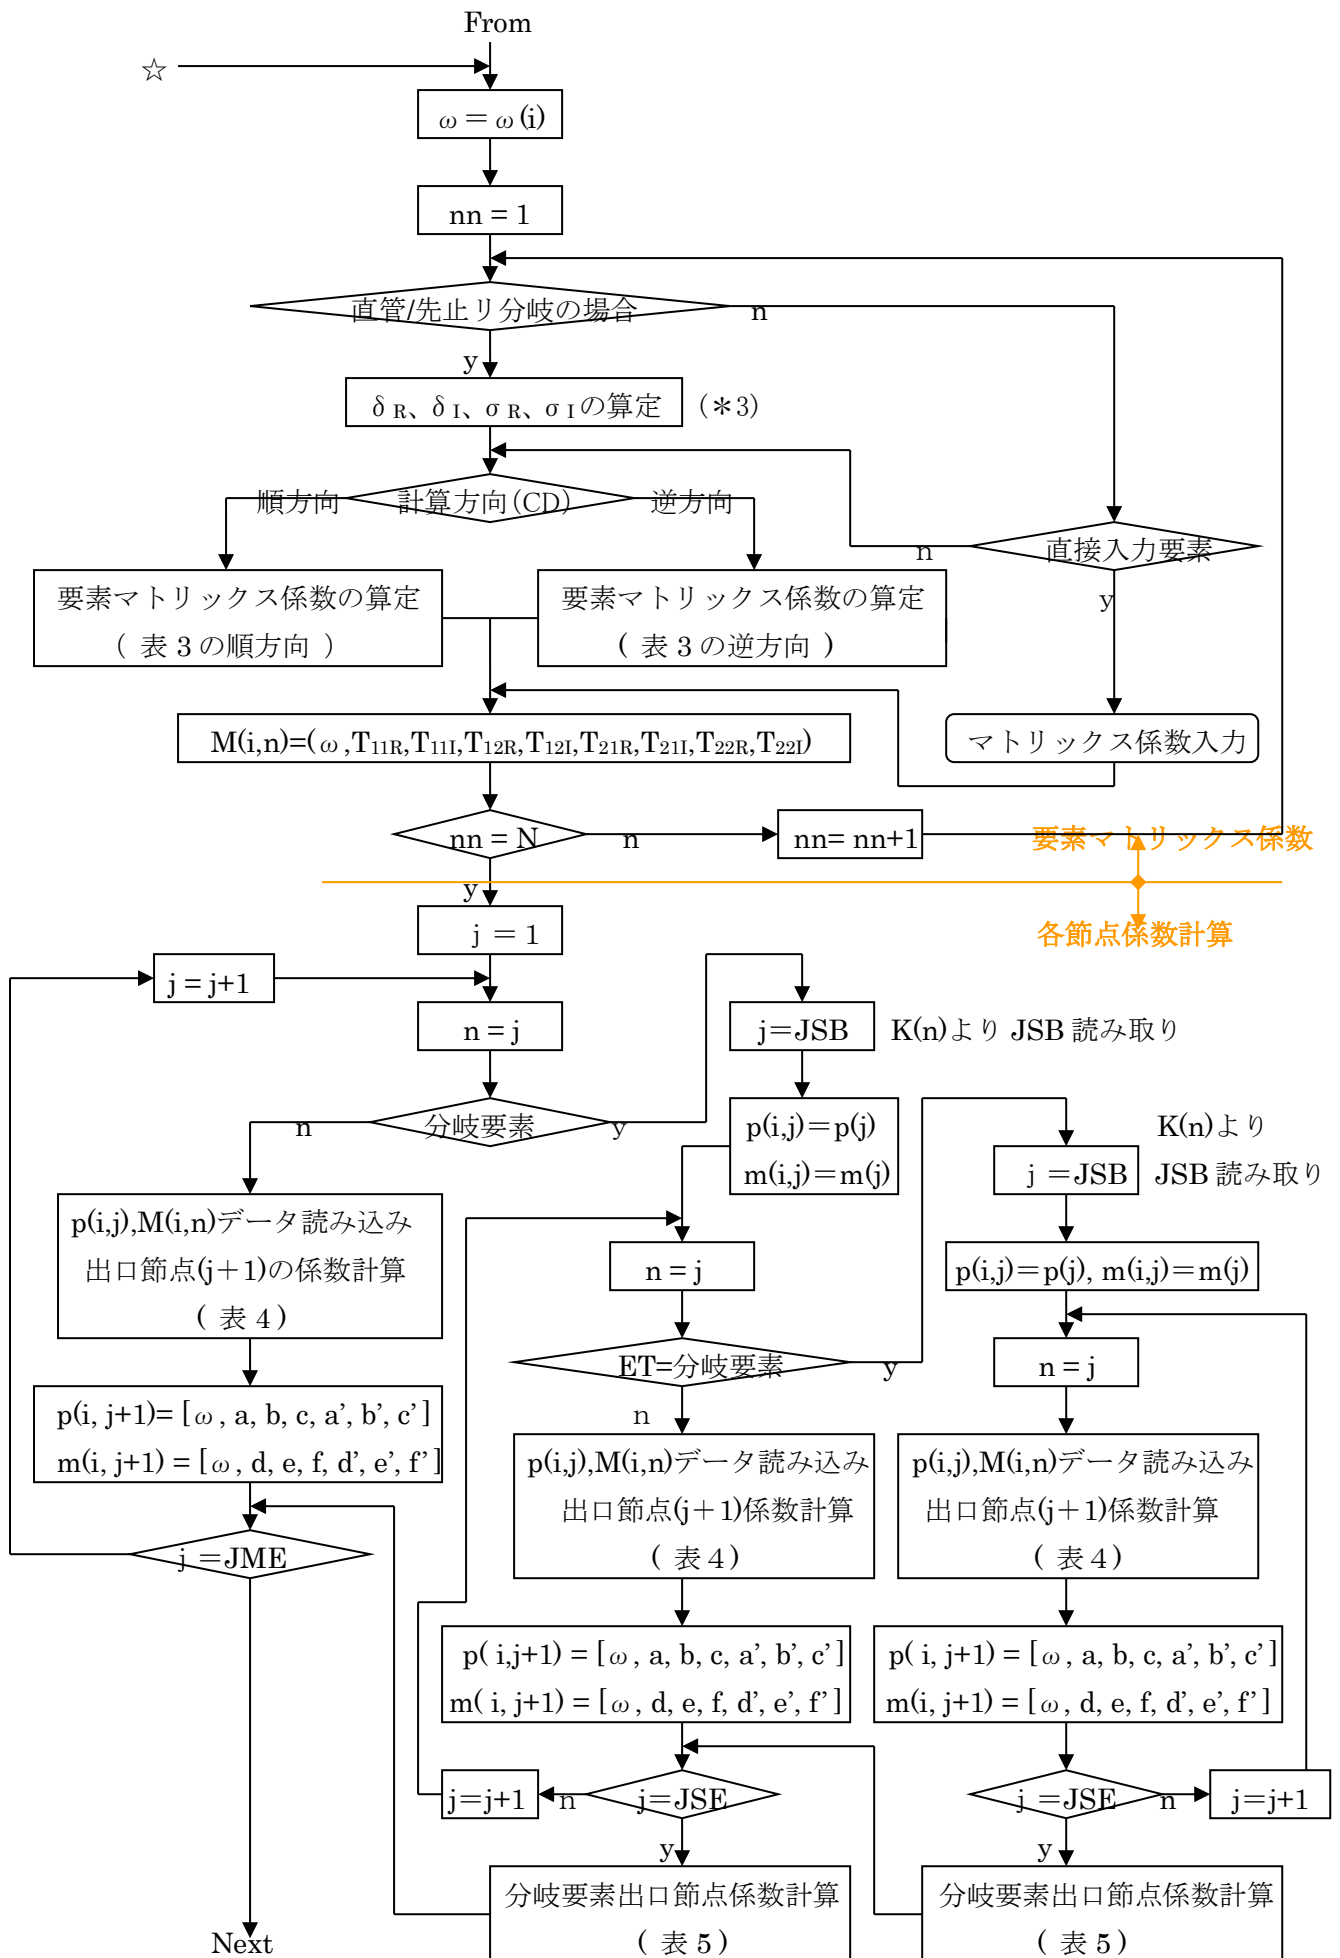 From
☆
ω＝ω(i)
nn = 1
直管/先止リ分岐の場合
n
y
δR、δI、σR、σIの算定
（＊3）
順方向
計算方向（CD）
逆方向
n
直接入力要素
要素マトリックス係数の算定
（ 表３の順方向 ）
要素マトリックス係数の算定
( 表３の逆方向 )
y
M(i,n)=(ω,T11R,T11I,T12R,T12I,T21R,T21I,T22R,T22I)
マトリックス係数入力
nn = N
n
nn= nn+1
要素マトリックス係数
y
j = 1
各節点係数計算
j = j+1
n = j
j＝JSB
K(n)より JSB 読み取り
n
分岐要素
y
p(i,j)＝p(j)
m(i,j)＝m(j)
K(n)より
j ＝JSB
JSB 読み取り
p(i,j),M(i,n)データ読み込み
出口節点(j＋1)の係数計算
( 表 4 )
n = j
p(i,j)＝p(j), m(i,j)＝m(j)
ET=分岐要素
y
n = j
p(i, j+1)= [ω, a, b, c, a’, b’, c’ ]
m(i, j+1) = [ω, d, e, f, d’, e’, f’ ]
n
p(i,j),M(i,n)データ読み込み
出口節点(j＋1)係数計算
( 表４)
p(i,j),M(i,n)データ読み込み
出口節点(j＋1)係数計算
( 表４)
j ＝JME
p( i,j+1) = [ω, a, b, c, a’, b’, c’ ]
m( i, j+1) = [ω, d, e, f, d’, e’, f’ ]
p( i, j+1) = [ω, a, b, c, a’, b’, c’ ]
m(i, j+1) = [ω, d, e, f, d’, e’, f’ ]
j=j+1
n
j=JSE
j =JSE
n
j=j+1
y
y
分岐要素出口節点係数計算
( 表５)
分岐要素出口節点係数計算
( 表５)
Next